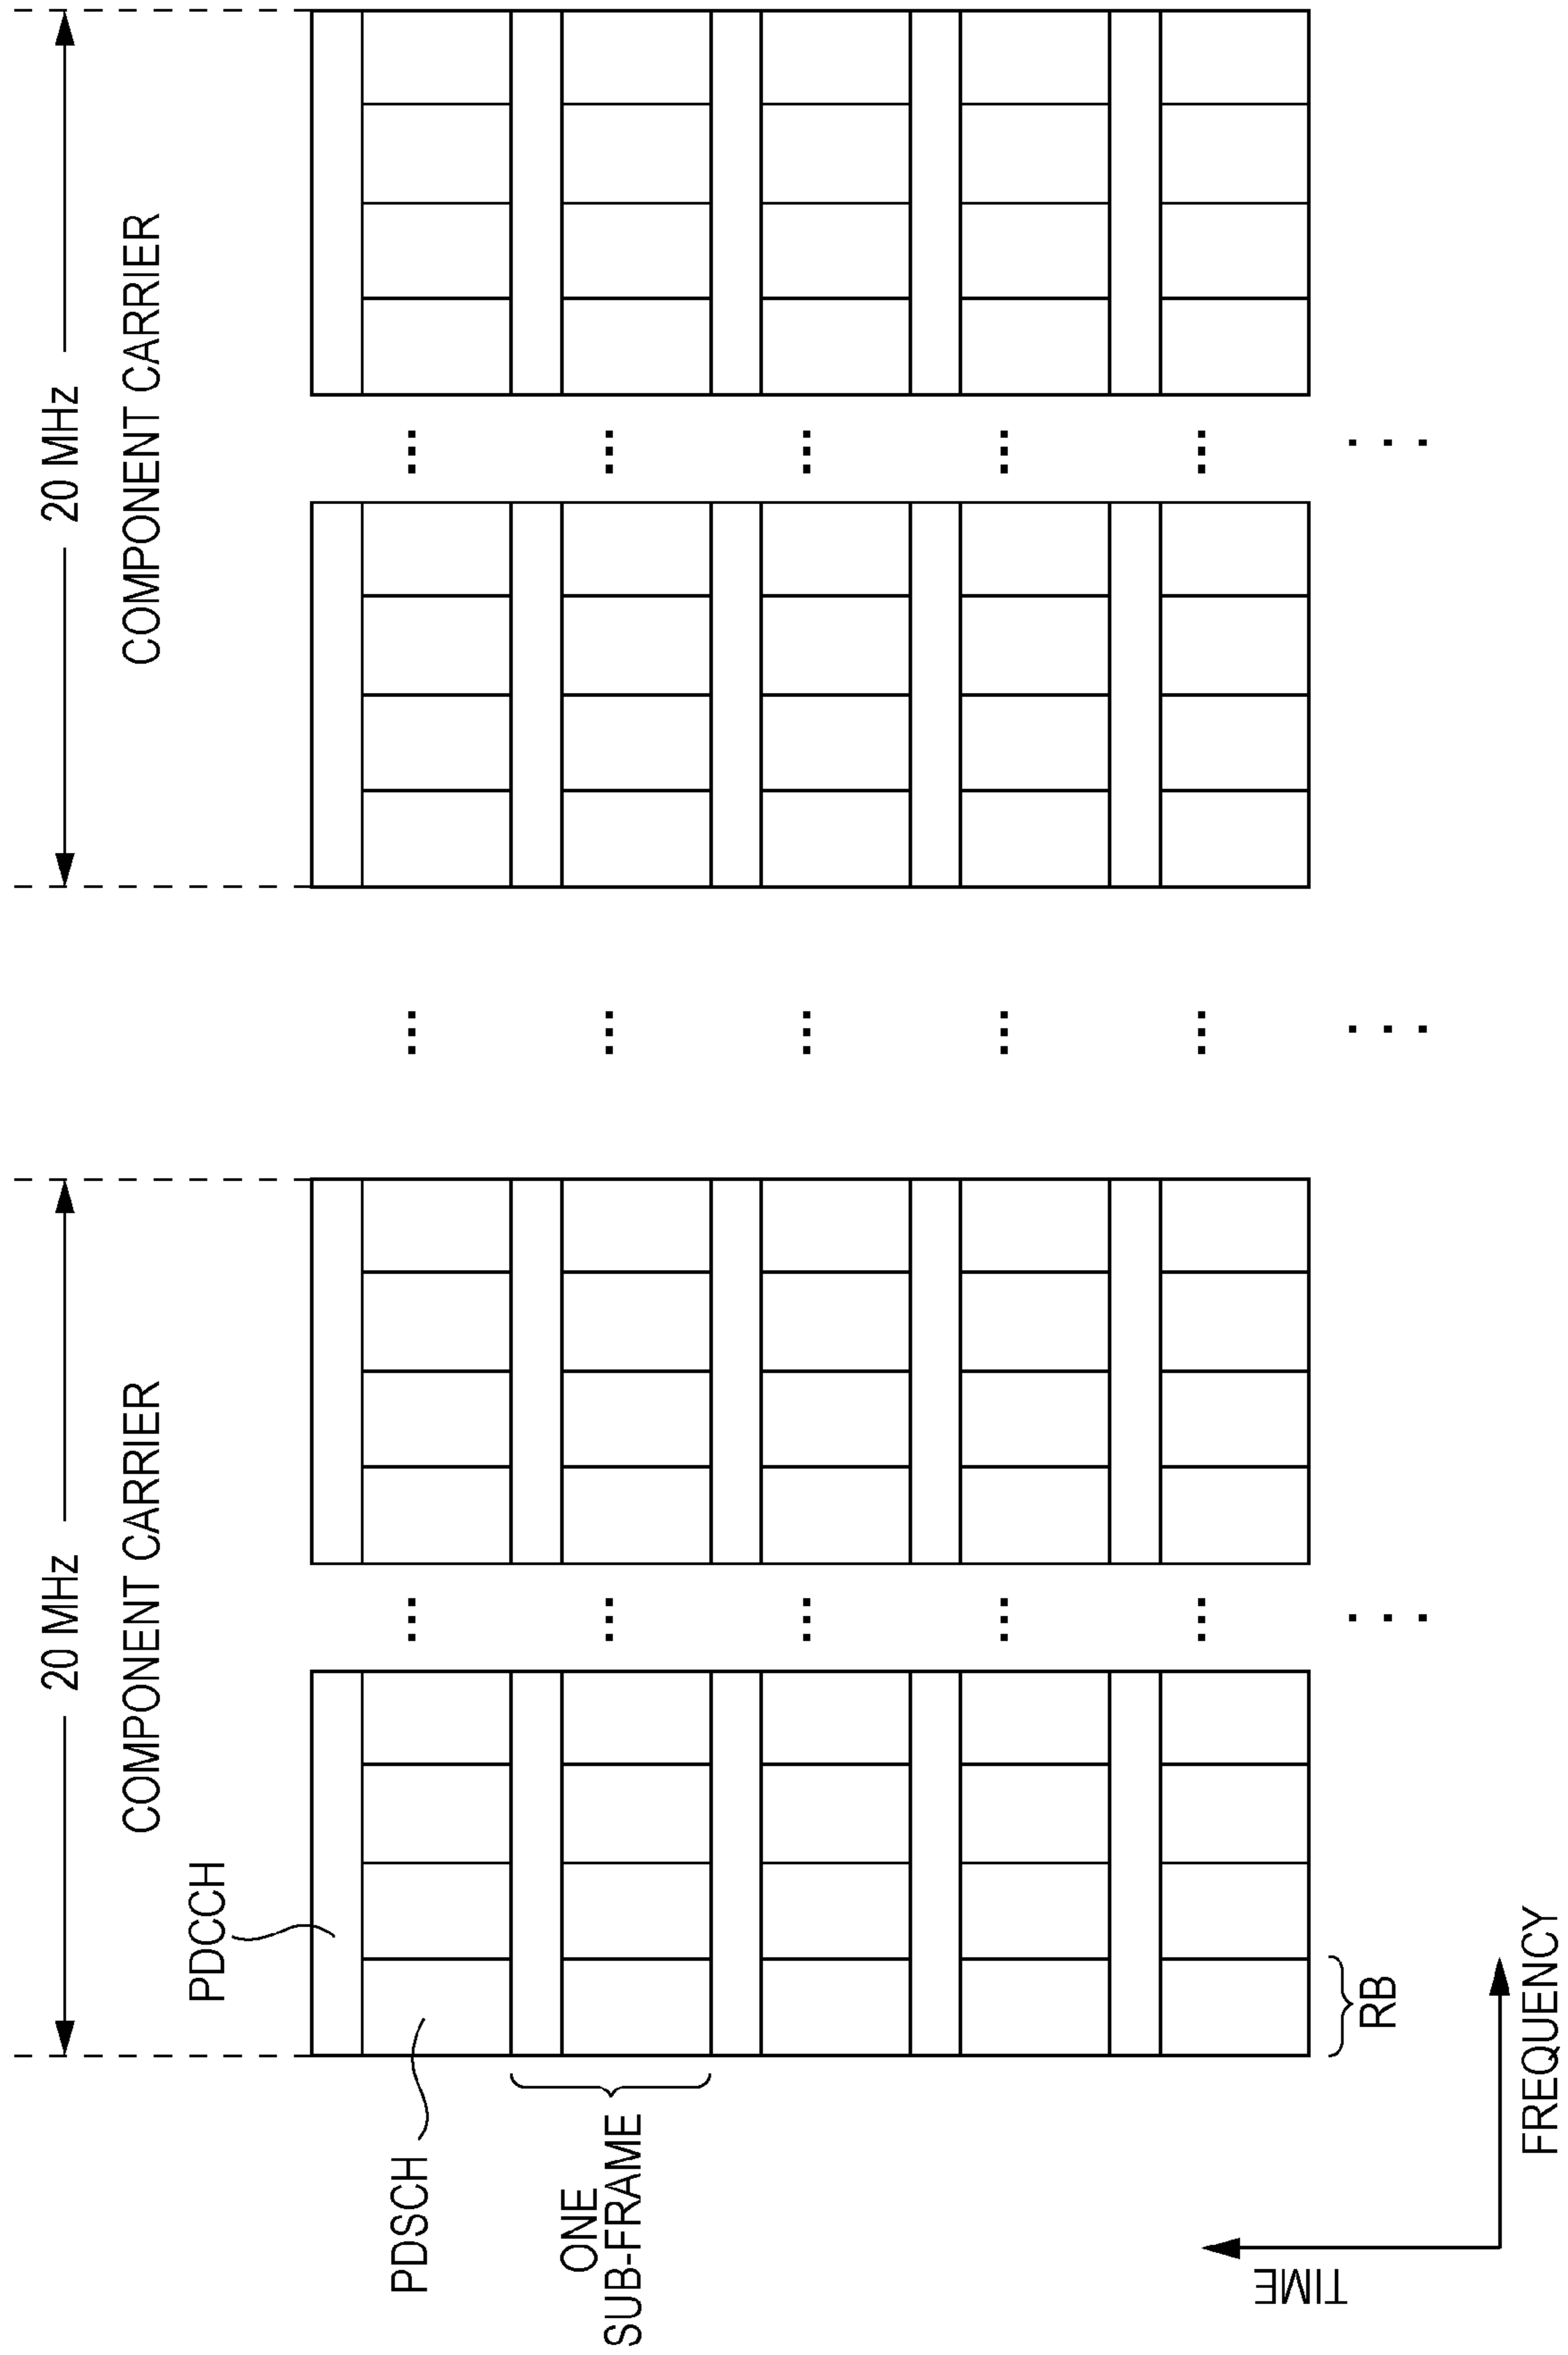 20 MHz
20 MHz
COMPONENT CARRIER
COMPONENT CARRIER
PDCCH
PDSCH
ONE
SUB-FRAME
RB
TIME
FREQUENCY